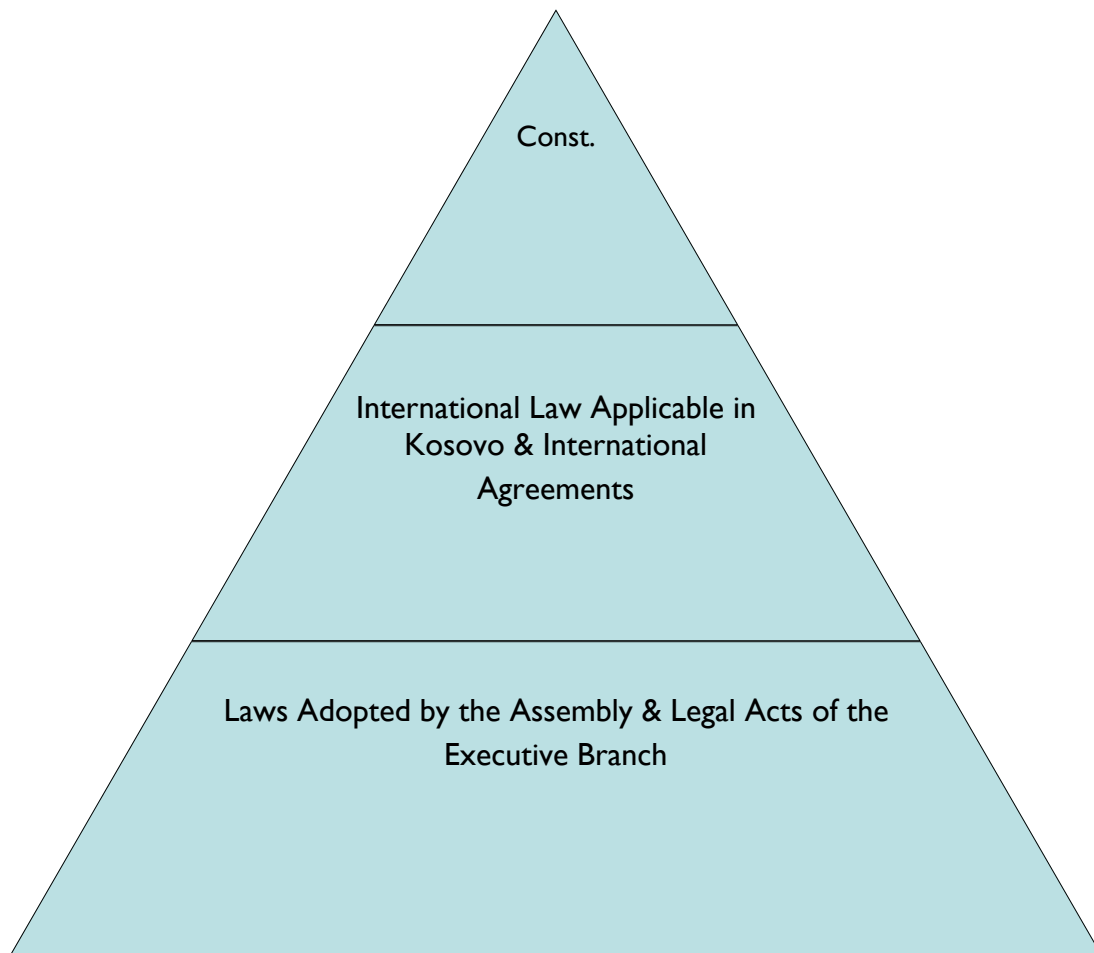 Const.
International Law Applicable in
Kosovo & International
Agreements
Laws Adopted by the Assembly & Legal Acts of the
Executive Branch